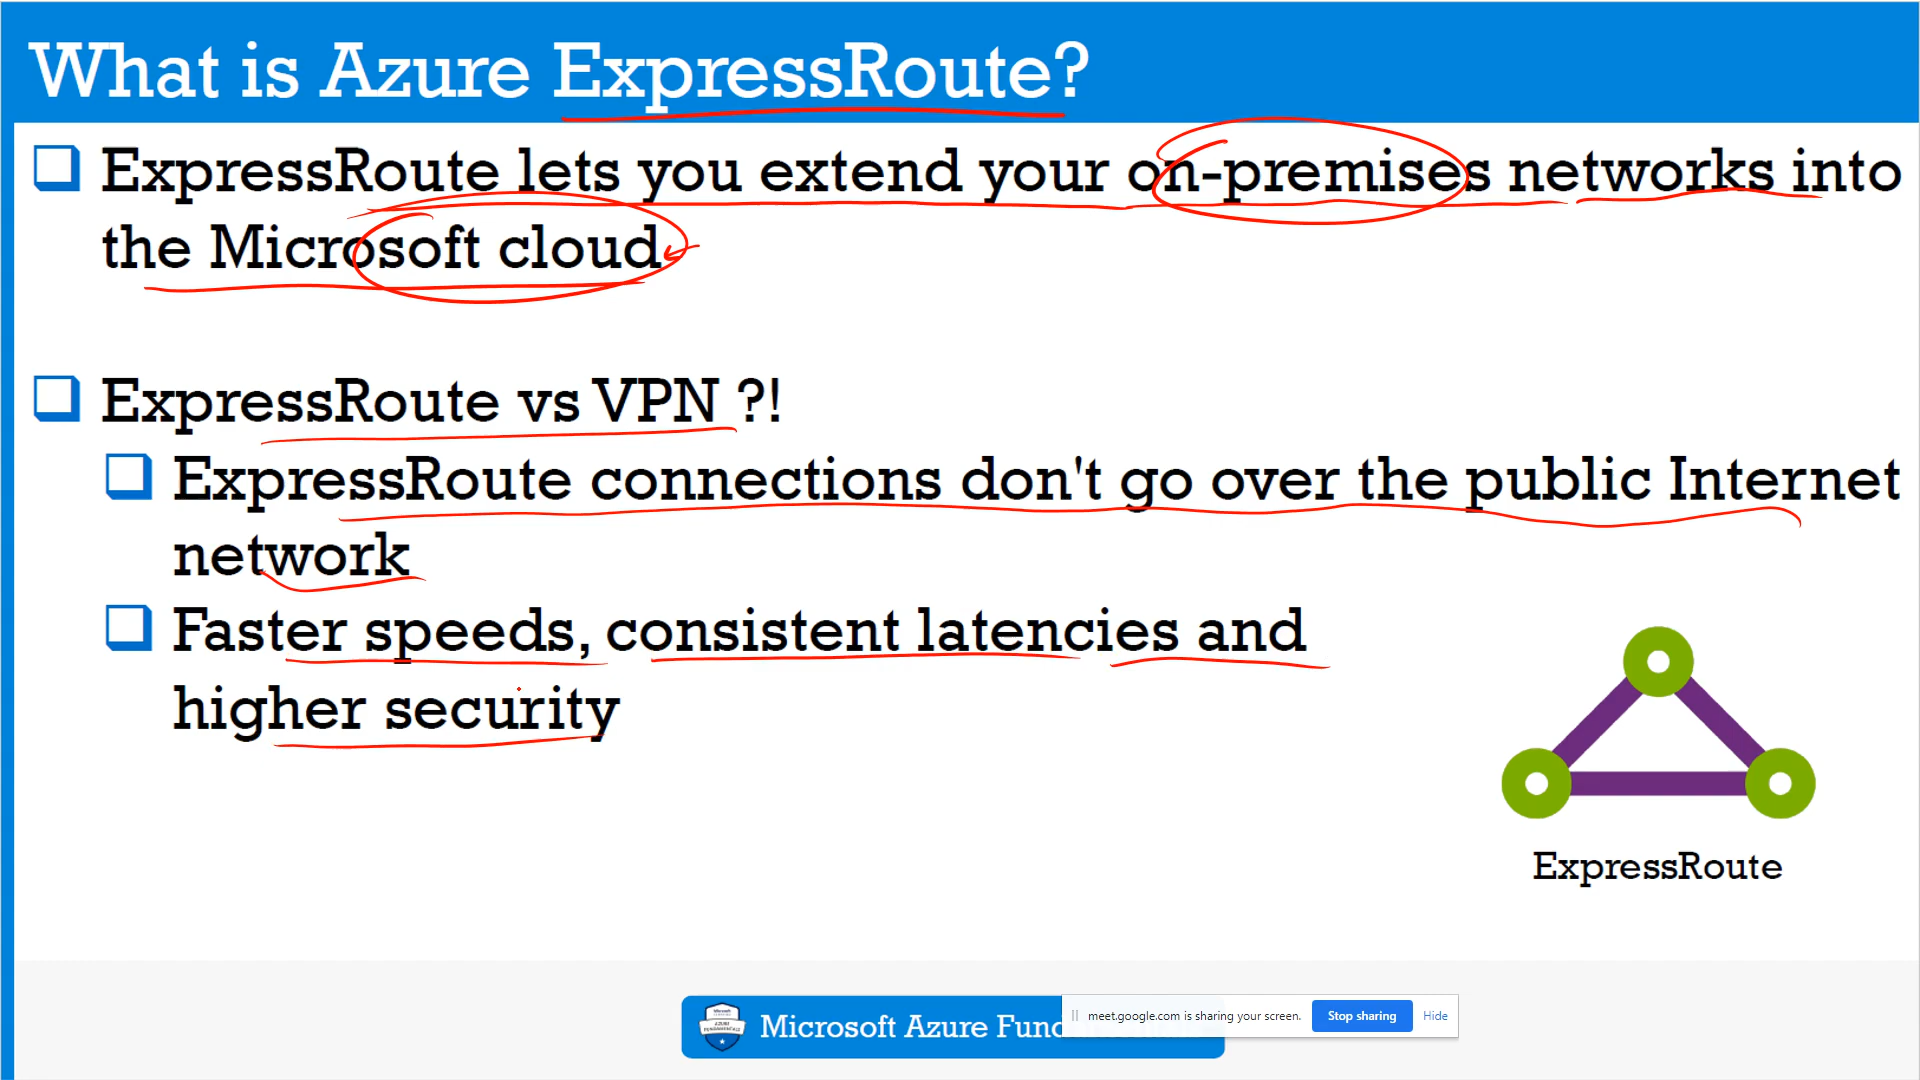 What is Azure ExpressRoute?
ExpressRoute lets you extend your on-premises networks into
the Microsoft cloud
ExpressRoute vs VPN ?!
ExpressRoute connections don't go over the public Internet
network
Faster speeds, consistent latencies and
higher security
ExpressRoute
Microsoft Azure
meet.google.com is sharing your screen. Stop sharing Hide